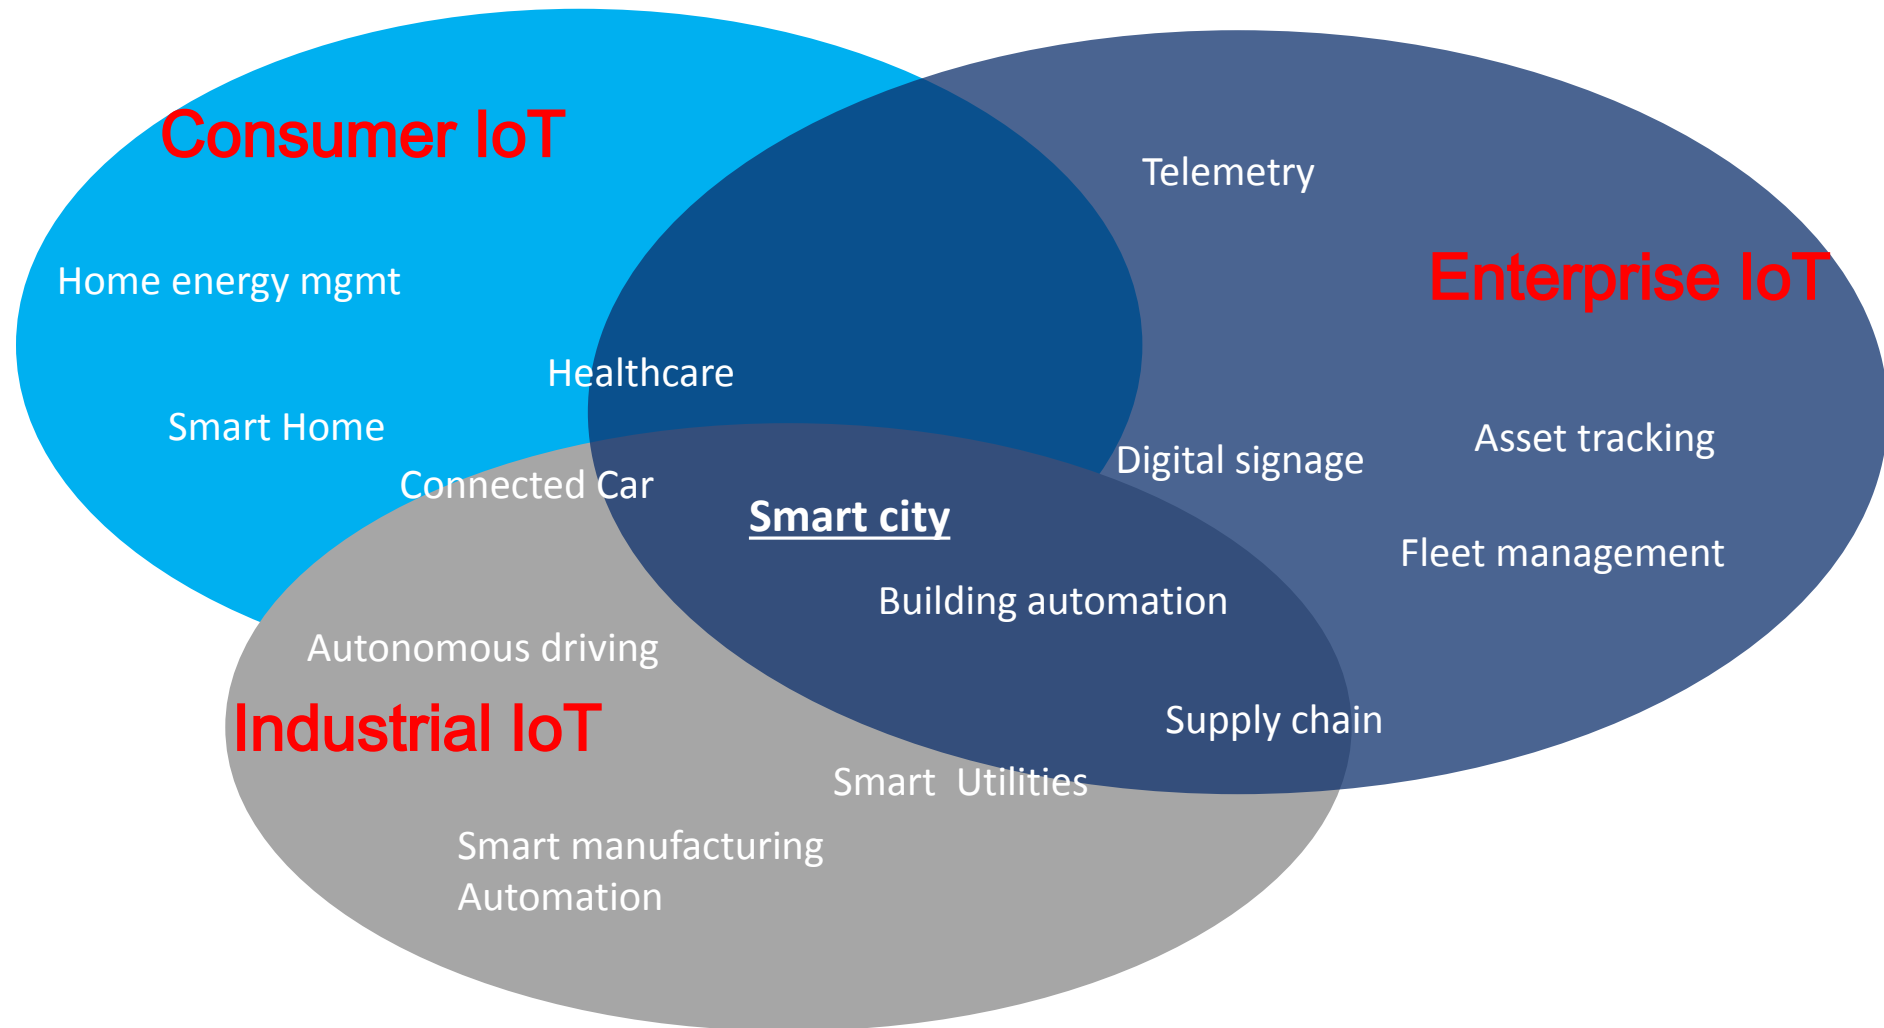 Consumer IoT
Telemetry
Home energy mgmt
Enterprise IoT
Healthcare
Smart Home
Asset tracking
Digital signage
Connected Car
Smart city
Fleet management
Building automation
Autonomous driving
Industrial IoT
Supply chain
Smart  Utilities
Smart manufacturing
Automation